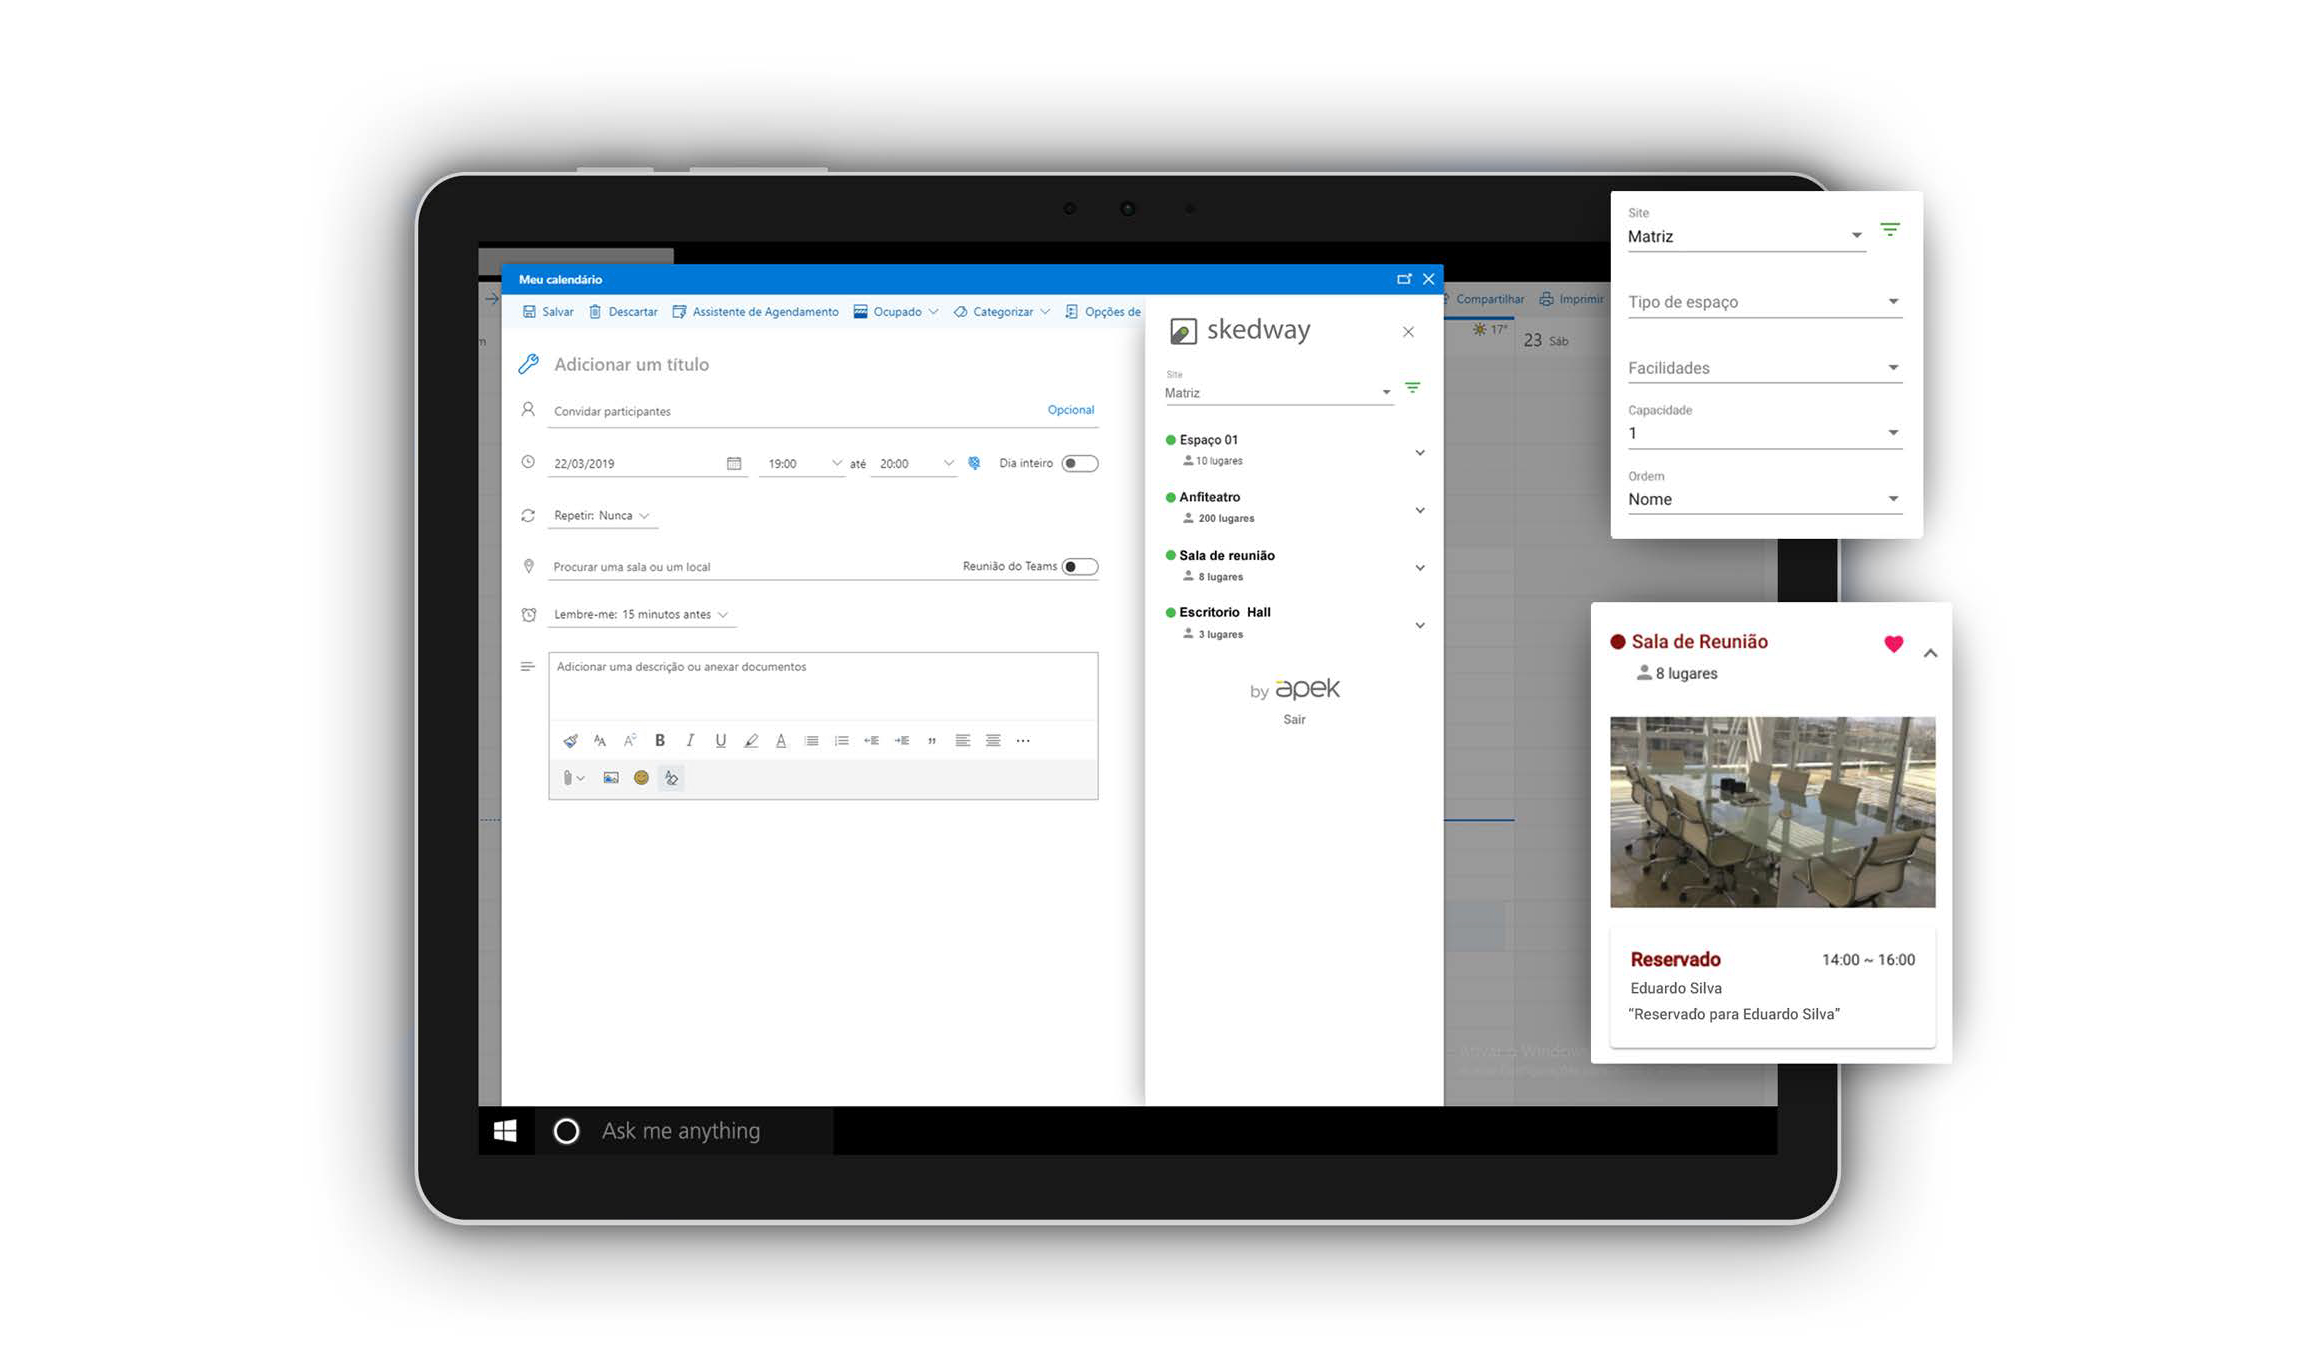 Meu calendário
Salvar Descartar Assistente de Agendamento Ocupado Categorizar Opções de
Adicionar um título
Convidar participantes Opcional
22/03/2019 19:00 até 20:00 Dia inteiro
Repetir: Nunca
Procurar uma sala ou um local Reunião do Teams
Lembre-me: 15 minutos antes
Adicionar uma descrição ou anexar documentos
skedway
Site
Matriz
Espaço 01
10 lugares
Anfiteatro
200 lugares
Sala de reunião
8 lugares
Escritorio Hall
3 lugares
by apek
Sair
Compartilhar Imprimir
17°
23 Sáb
Ativar o Windows
Site
Matriz
Tipo de espaço
Facilidades
Capacidade
1
Ordem
Nome
Sala de Reunião
8 lugares
Reservado 14:00 ~ 16:00
Eduardo Silva
“Reservado para Eduardo Silva”
Ask me anything